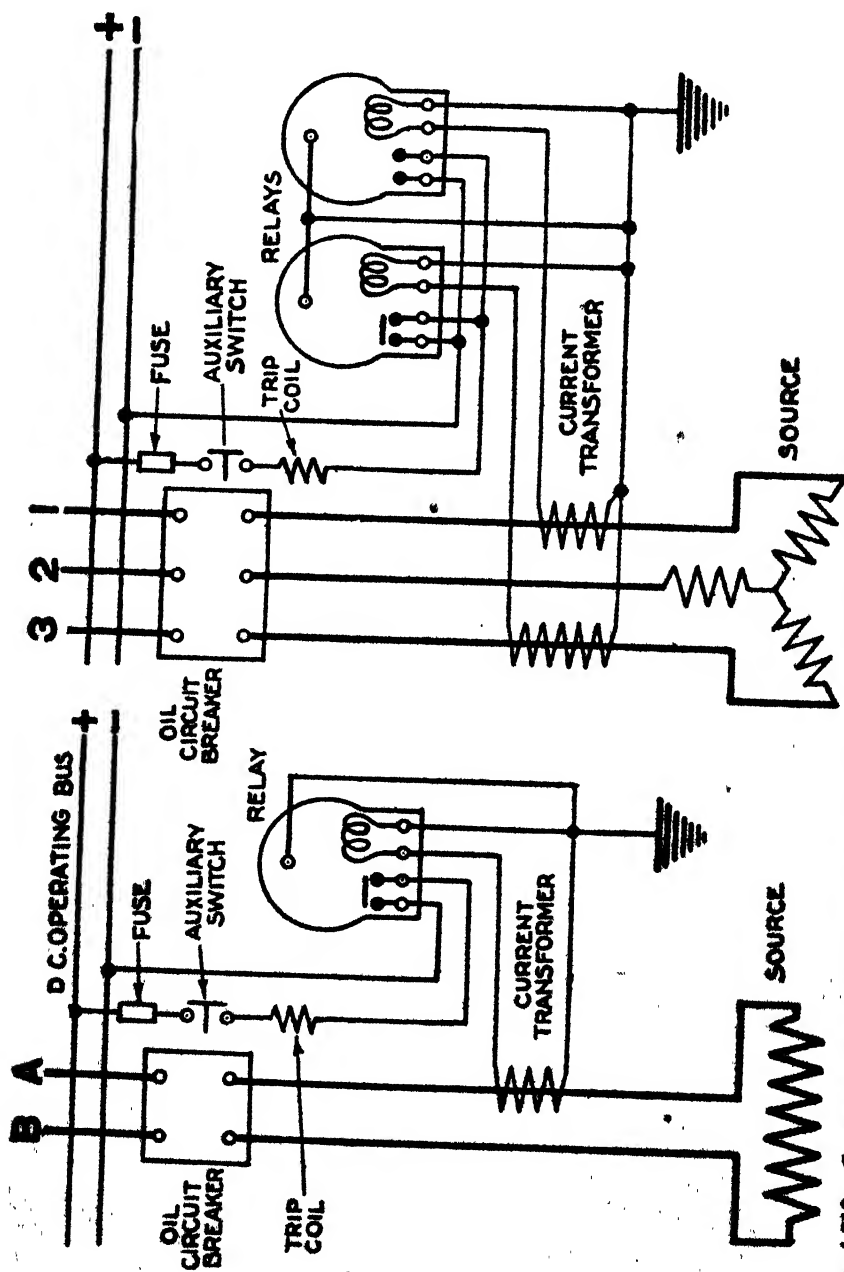 +
−
FUSE
AUXILIARY
SWITCH
TRIP
COIL
RELAYS
1
2
3
OIL
CIRCUIT
BREAKER
CURRENT
TRANSFORMER
SOURCE
D C. OPERATING BUS
+
−
FUSE
AUXILIARY
SWITCH
RELAY
A
B
OIL
CIRCUIT
BREAKER
TRIP
COIL
CURRENT
TRANSFORMER
SOURCE